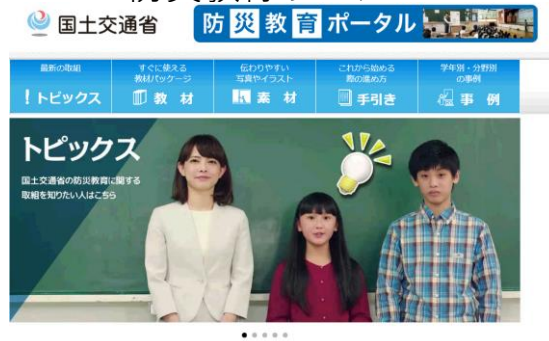 国土交通省
防災教育ポータル
最新の取組
!トピックス
すぐに使える
教材パッケージ
教材
伝わりやすい
写真やイラスト
素材
これから始める
際の進め方
手引き
学年別・分野別
の事例
事例
トピックス
国土交通省の防災教育に関する
取組を知りたい人はこちら